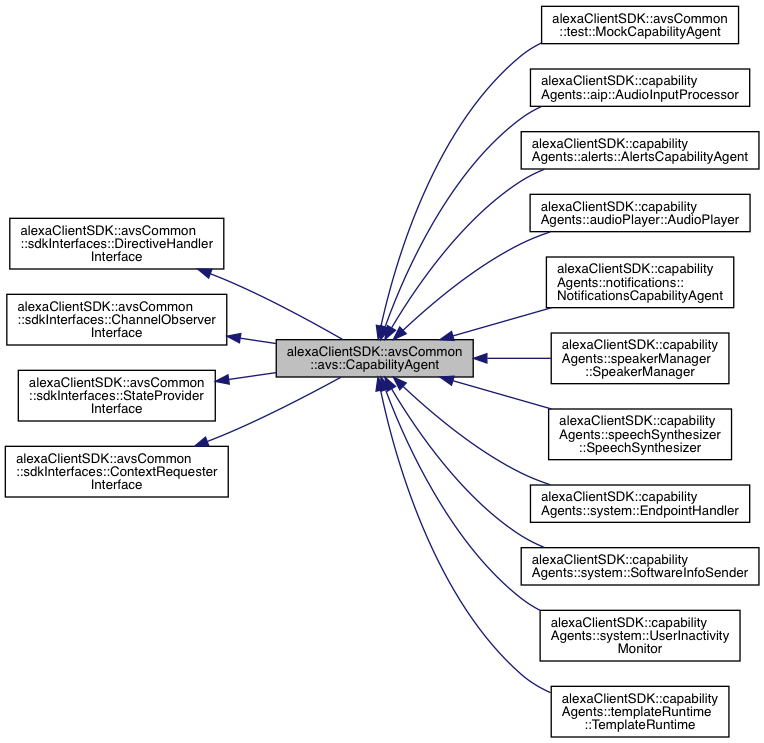 alexaClientSDK::avsCommon
::sdkInterfaces::DirectiveHandler
Interface
alexaClientSDK::avsCommon
::sdkInterfaces::ChannelObserver
Interface
alexaClientSDK::avsCommon
::sdkInterfaces::StateProvider
Interface
alexaClientSDK::avsCommon
::sdkInterfaces::ContextRequester
Interface
alexaClientSDK::avsCommon
::avs::CapabilityAgent
alexaClientSDK::avsCommon
::test::MockCapabilityAgent
alexaClientSDK::capability
Agents::aip::AudioInputProcessor
alexaClientSDK::capability
Agents::alerts::AlertsCapabilityAgent
alexaClientSDK::capability
Agents::audioPlayer::AudioPlayer
alexaClientSDK::capability
Agents::notifications::
NotificationsCapabilityAgent
alexaClientSDK::capability
Agents::speakerManager
::SpeakerManager
alexaClientSDK::capability
Agents::speechSynthesizer
::SpeechSynthesizer
alexaClientSDK::capability
Agents::system::EndpointHandler
alexaClientSDK::capability
Agents::system::SoftwareInfoSender
alexaClientSDK::capability
Agents::system::UserInactivity
Monitor
alexaClientSDK::capability
Agents::templateRuntime
::TemplateRuntime